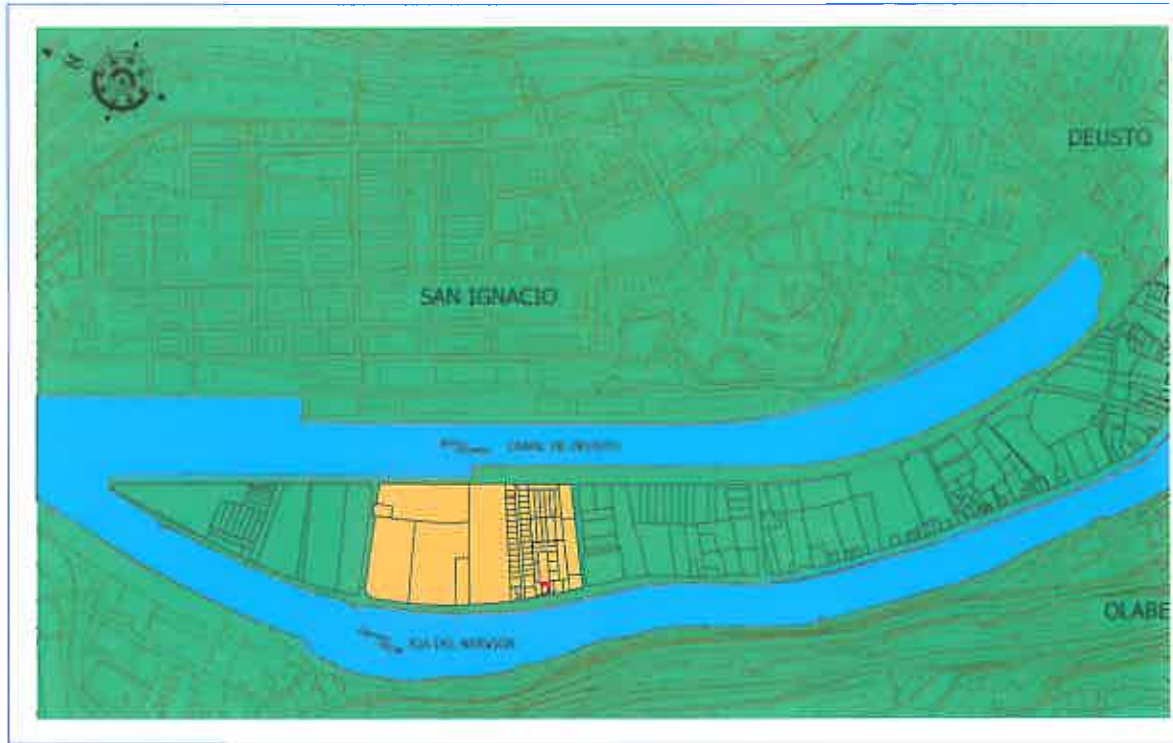 N
DEUSTO
SAN IGNACIO
CANAL DE DEUSTO
OLABE
RIA DEL NERVION